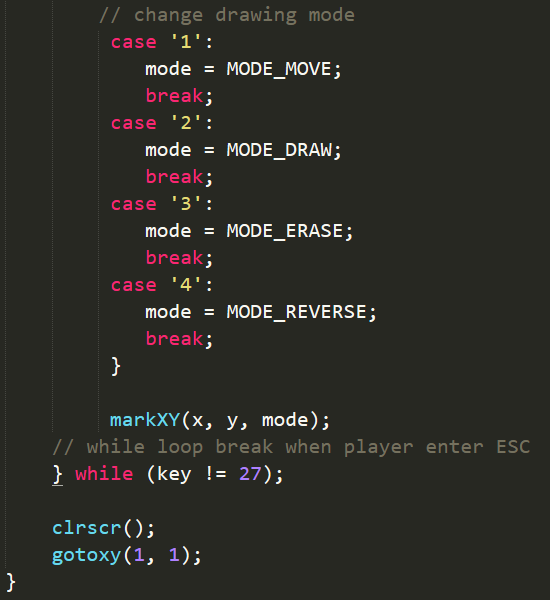 // change drawing mode
case '1':
mode = MODE_MOVE;
break;
case '2':
mode = MODE_DRAW;
break;
case '3':
mode = MODE_ERASE;
break;
case '4':
mode = MODE_REVERSE;
break;
}
markXY(x, y, mode);
// while loop break when player enter ESC
} while (key != 27);
clrscr();
gotoxy(1, 1);
}